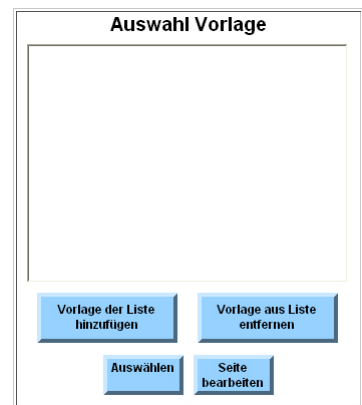 Auswahl Vorlage
Vorlage der Liste
hinzufügen
Vorlage aus Liste
entfernen
Auswählen
Seite
bearbeiten